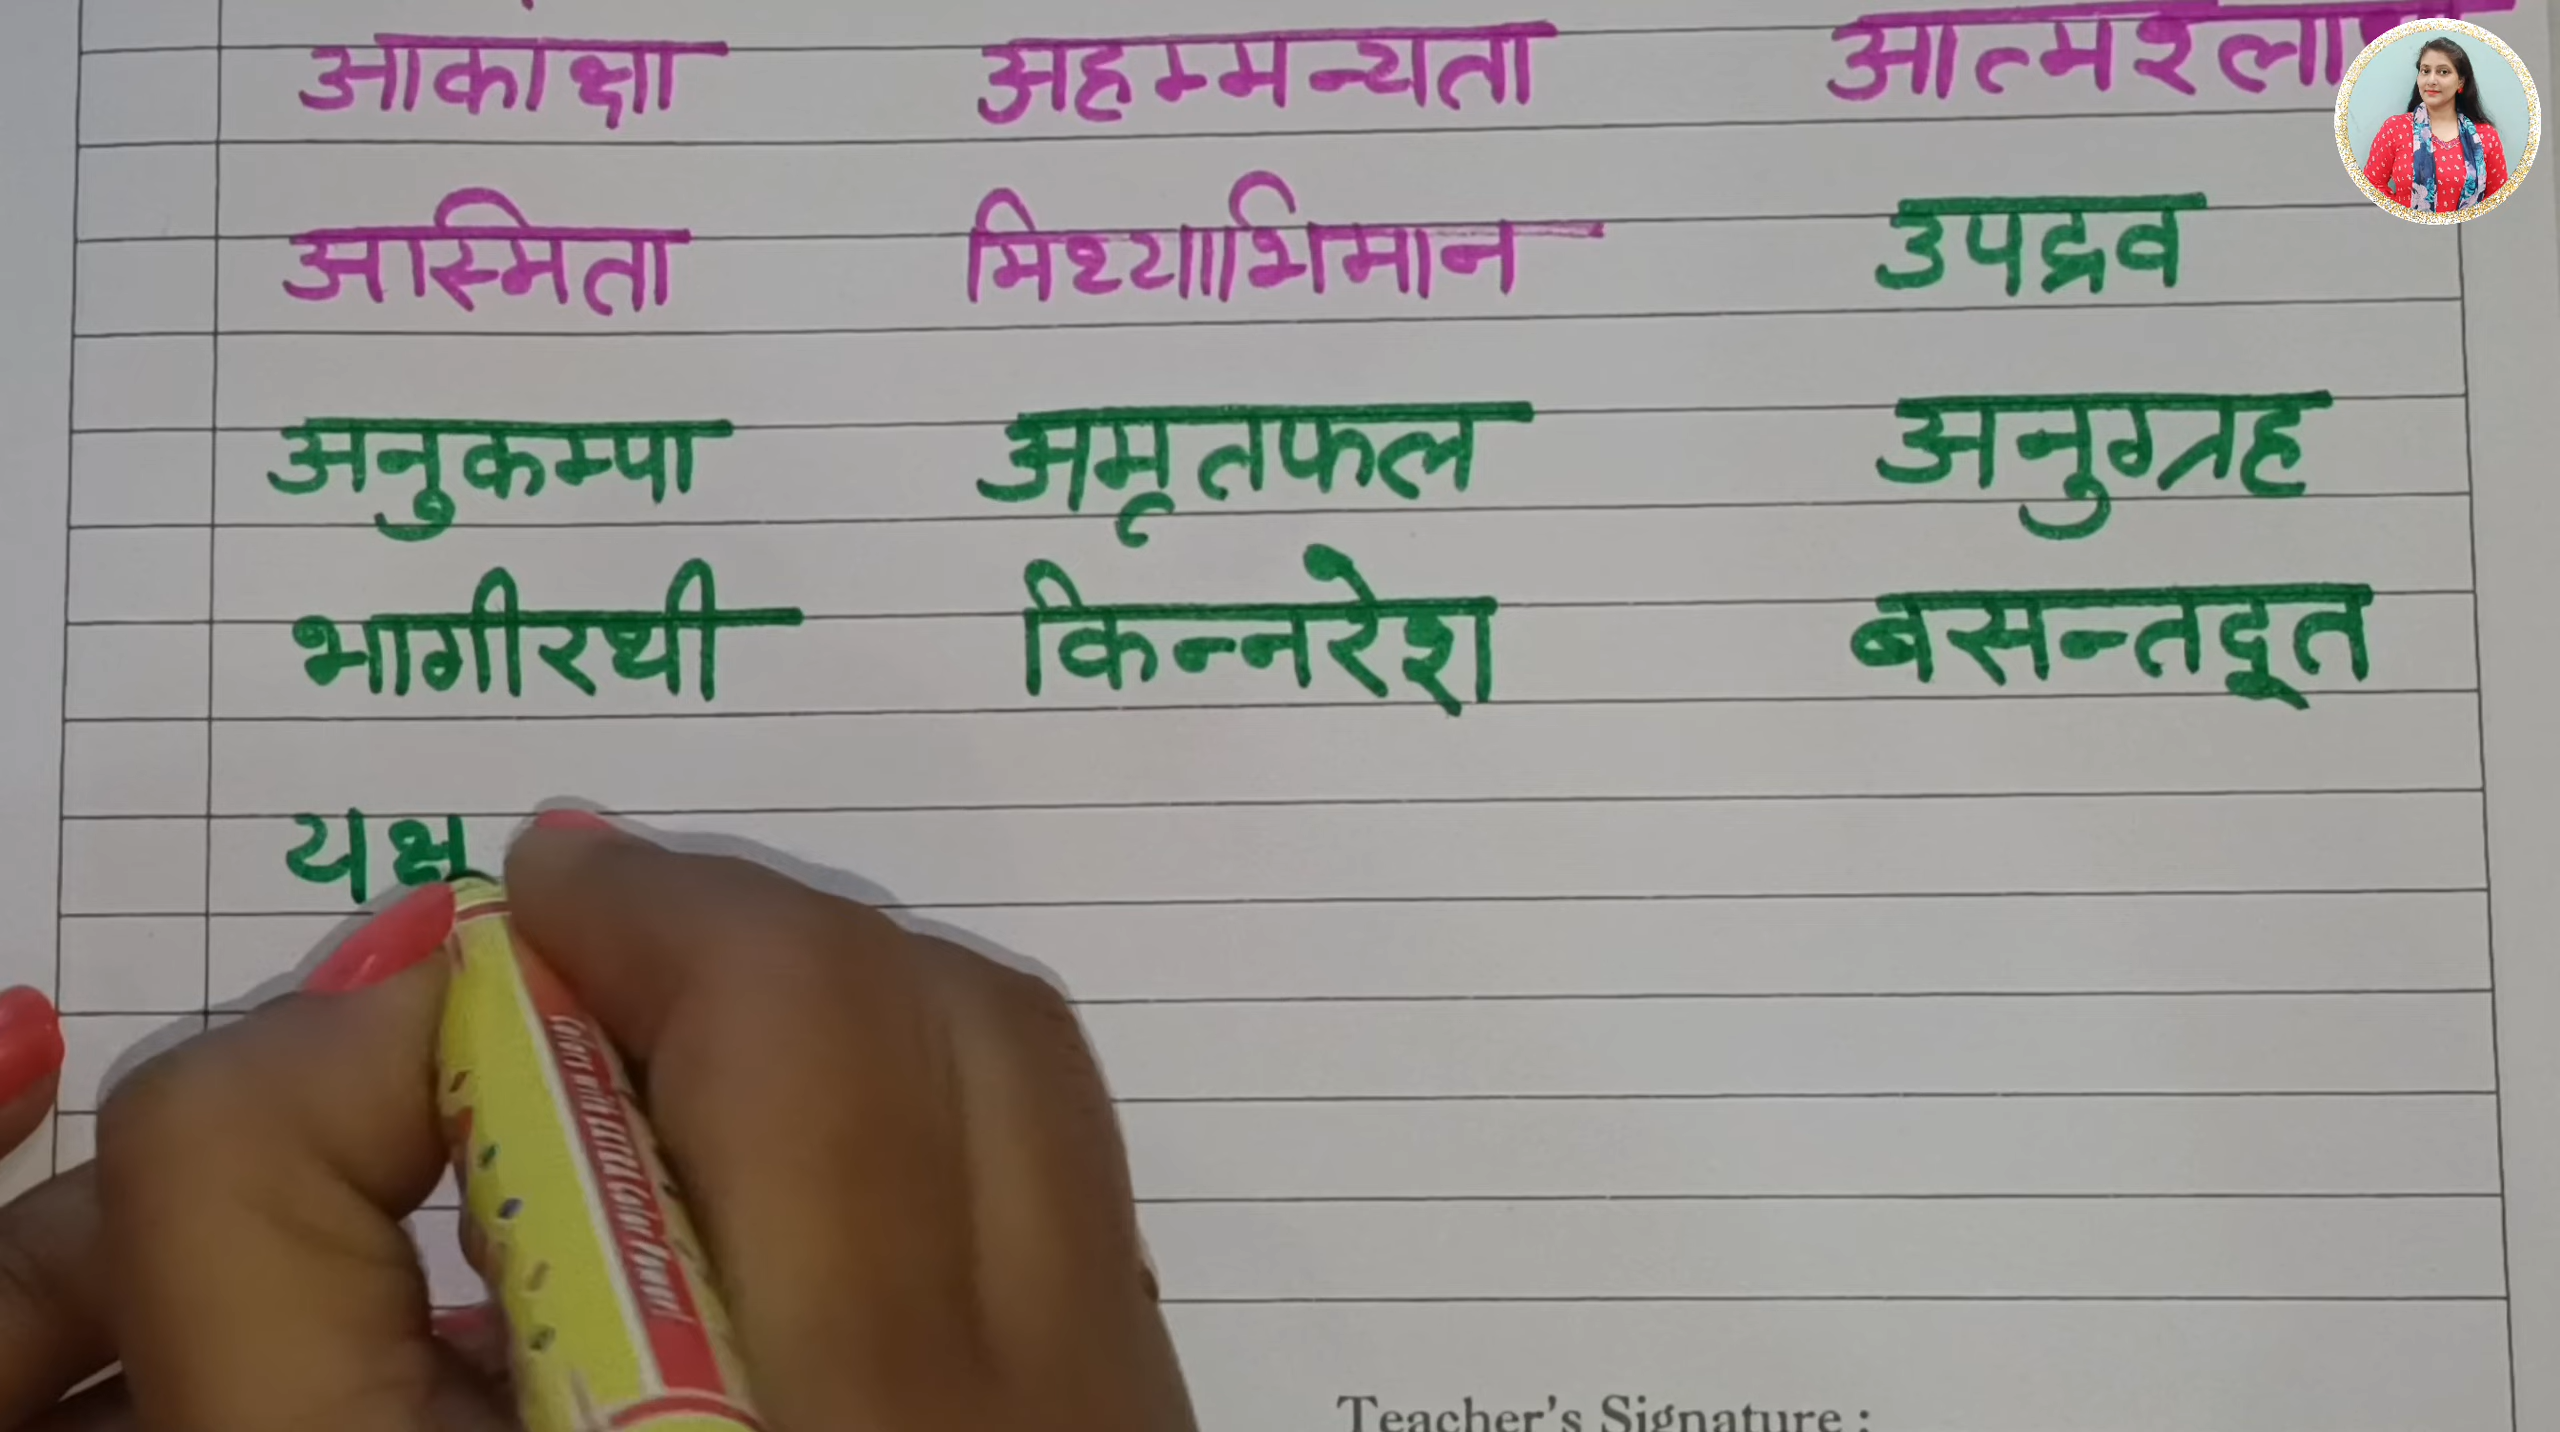 आकांक्षा अहम्मन्यता
अस्मिता मिथ्याभिमान उपद्रव
अनुकम्पा अमृतफल अनुग्रह
भागीरथी किन्नरेश बसन्तदूत
यक्ष
Teacher's Signature :